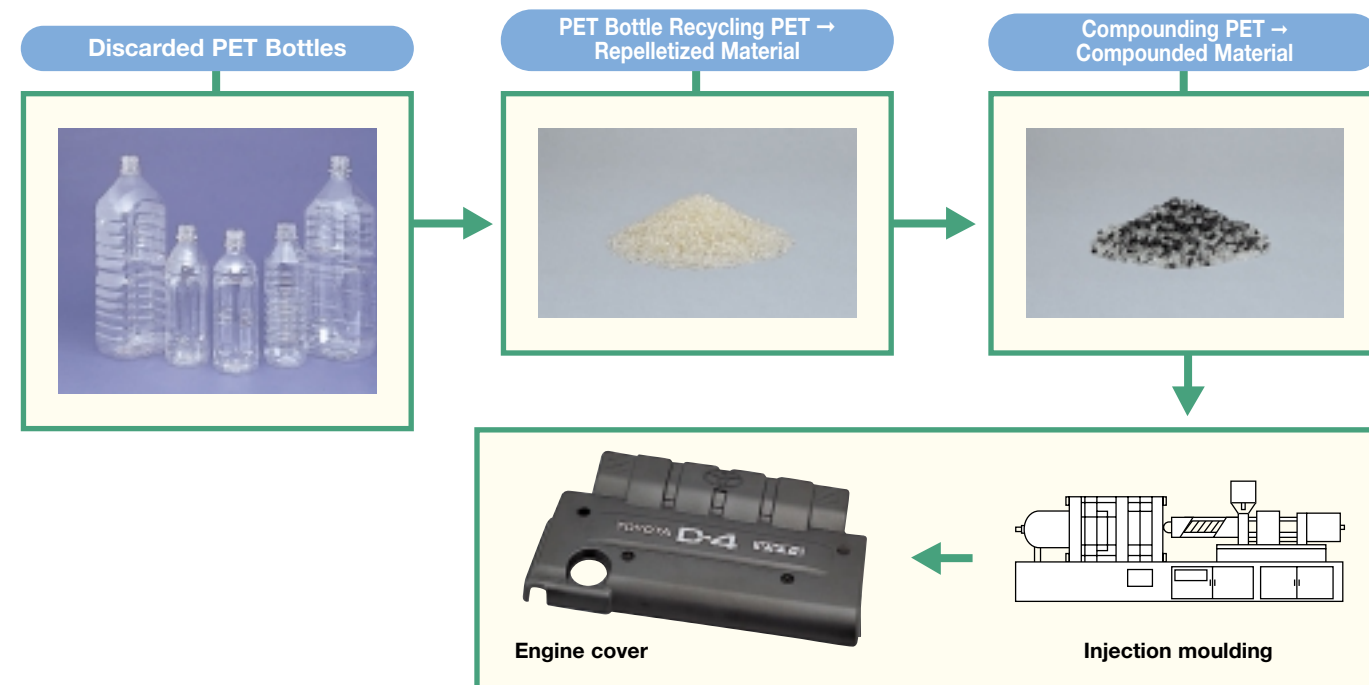 Discarded PET Bottles
PET Bottle Recycling PET →
Repelletized Material
Compounding PET →
Compounded Material
TOYOTA D-4
Engine cover
Injection moulding